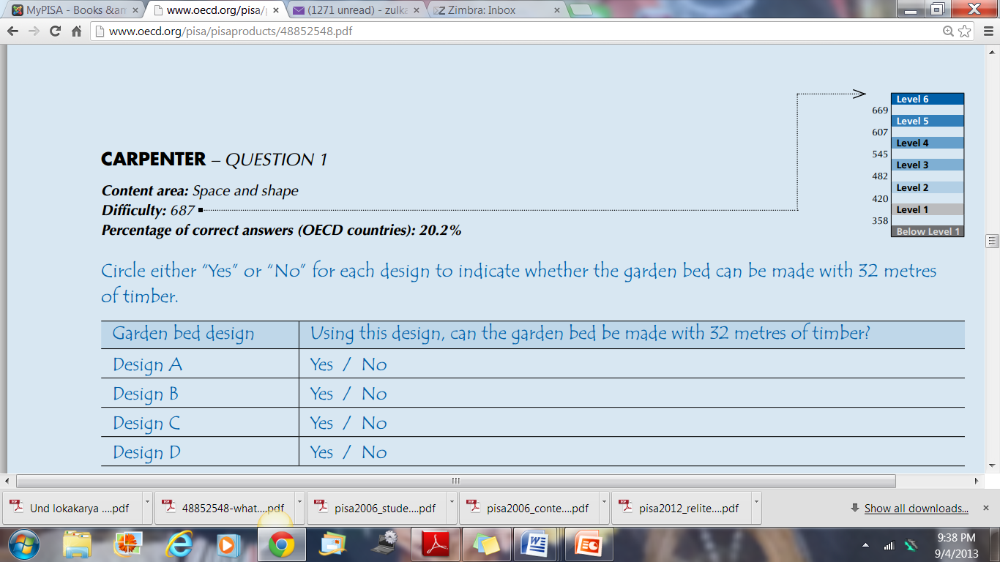 MyPISA - Books &am
www.oecd.org/pisa/p
(1271 unread) - zulka
Zimbra: Inbox
www.oecd.org/pisa/pisaproducts/48852548.pdf
Level 6
669
Level 5
607
Level 4
545
Level 3
482
Level 2
420
Level 1
358
Below Level 1
CARPENTER – QUESTION 1
Content area: Space and shape
Difficulty: 687
Percentage of correct answers (OECD countries): 20.2%
Circle either “Yes” or “No” for each design to indicate whether the garden bed can be made with 32 metres
of timber.
Garden bed design Using this design, can the garden bed be made with 32 metres of timber?
Design A Yes / No
Design B Yes / No
Design C Yes / No
Design D Yes / No
Und lokakarya ....pdf 48852548-what....pdf pisa2006_stude....pdf pisa2006_conte....pdf pisa2012_relite....pdf Show all downloads...
9:38 PM
9/4/2013